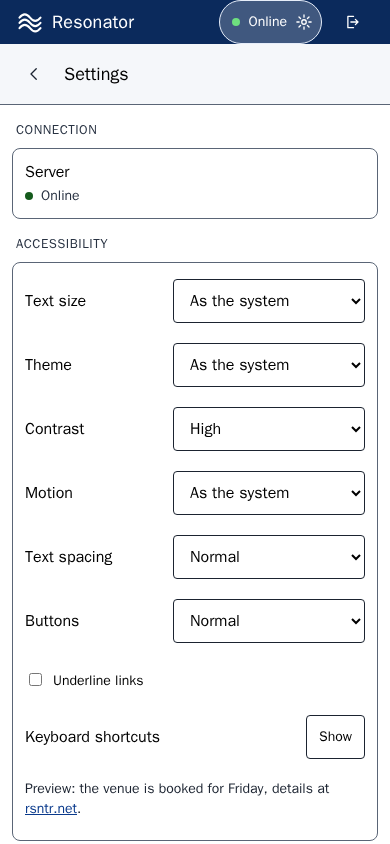 Resonator
Online
Settings
CONNECTION
Server
Online
ACCESSIBILITY
Text size As the system
Theme As the system
Contrast High
Motion As the system
Text spacing Normal
Buttons Normal
Underline links
Keyboard shortcuts Show
Preview: the venue is booked for Friday, details at
rsntr.net.